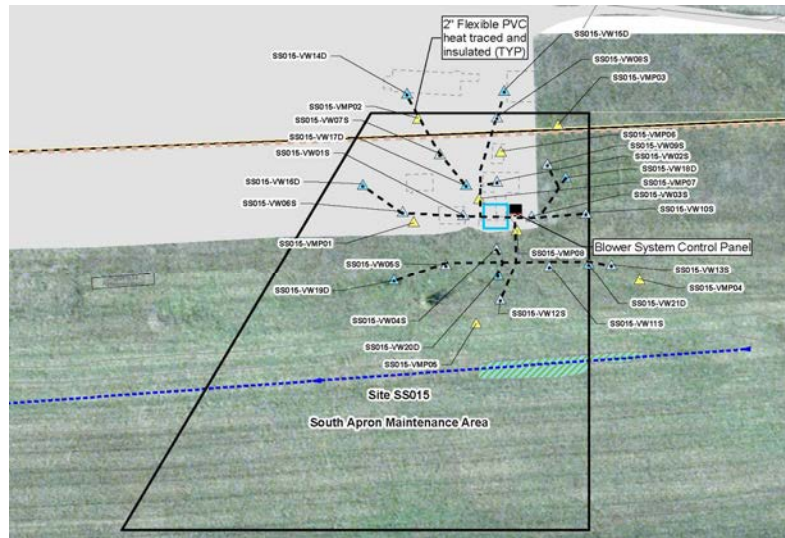 2" Flexible PVC
heat traced and
insulated (TYP)
SS015-VW15D
SS015-VW14D
SS015-VW08S
SS015-VMP03
SS015-VMP02
SS015-VW07S
SS015-VW17D
SS015-VW01S
SS015-VMP06
SS015-VW09S
SS015-VW02S
SS015-VW18D
SS015-VMP07
SS015-VW03S
SS015-VW10S
SS015-VW16D
SS015-VW06S
SS015-VMP01
Blower System Control Panel
SS015-VMP08
SS015-VW05S
SS015-VW13S
SS015-VW19D
SS015-VMP04
SS015-VW21D
SS015-VW04S
SS015-VW12S
SS015-VW11S
SS015-VW20D
SS015-VMP05
Site SS015
South Apron Maintenance Area